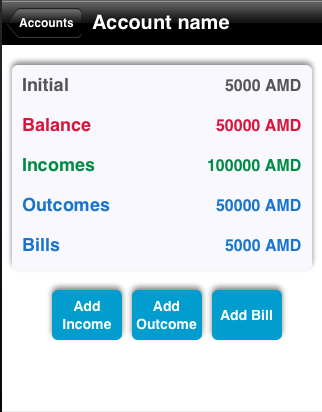 Accounts Account name
Initial 5000 AMD
Balance 50000 AMD
Incomes 100000 AMD
Outcomes 50000 AMD
Bills 5000 AMD
Add Income
Add Outcome
Add Bill